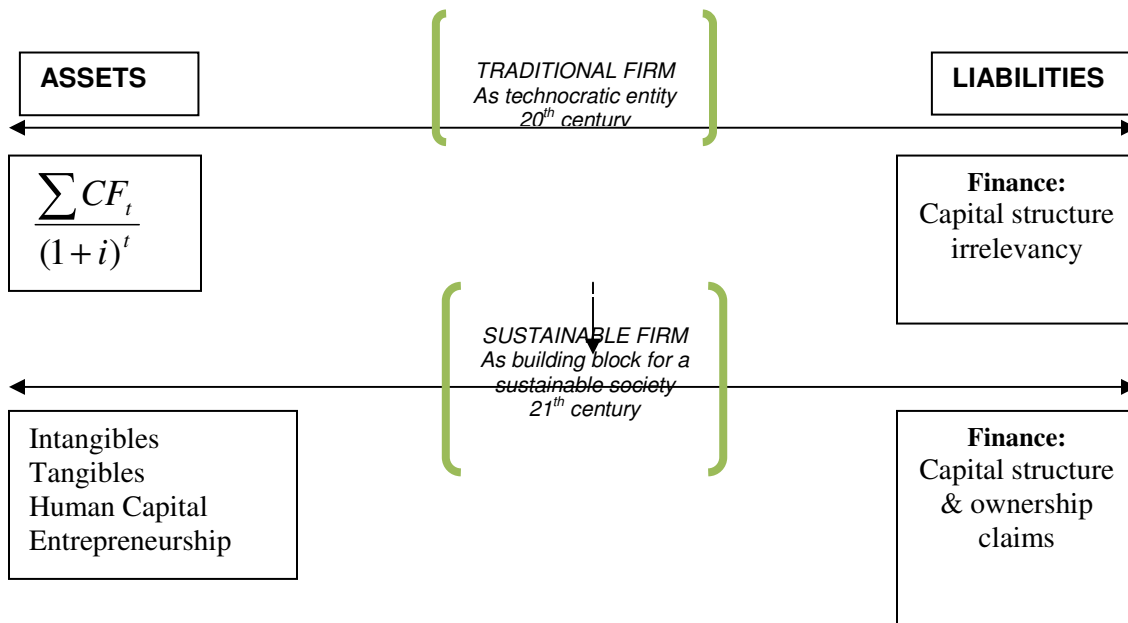 ASSETS
TRADITIONAL FIRM
As technocratic entity
20th century
LIABILITIES
∑ CF_t
(1 + i)^t
Finance:
Capital structure
irrelevancy
SUSTAINABLE FIRM
As building block for a
sustainable society
21th century
Intangibles
Tangibles
Human Capital
Entrepreneurship
Finance:
Capital structure
& ownership
claims